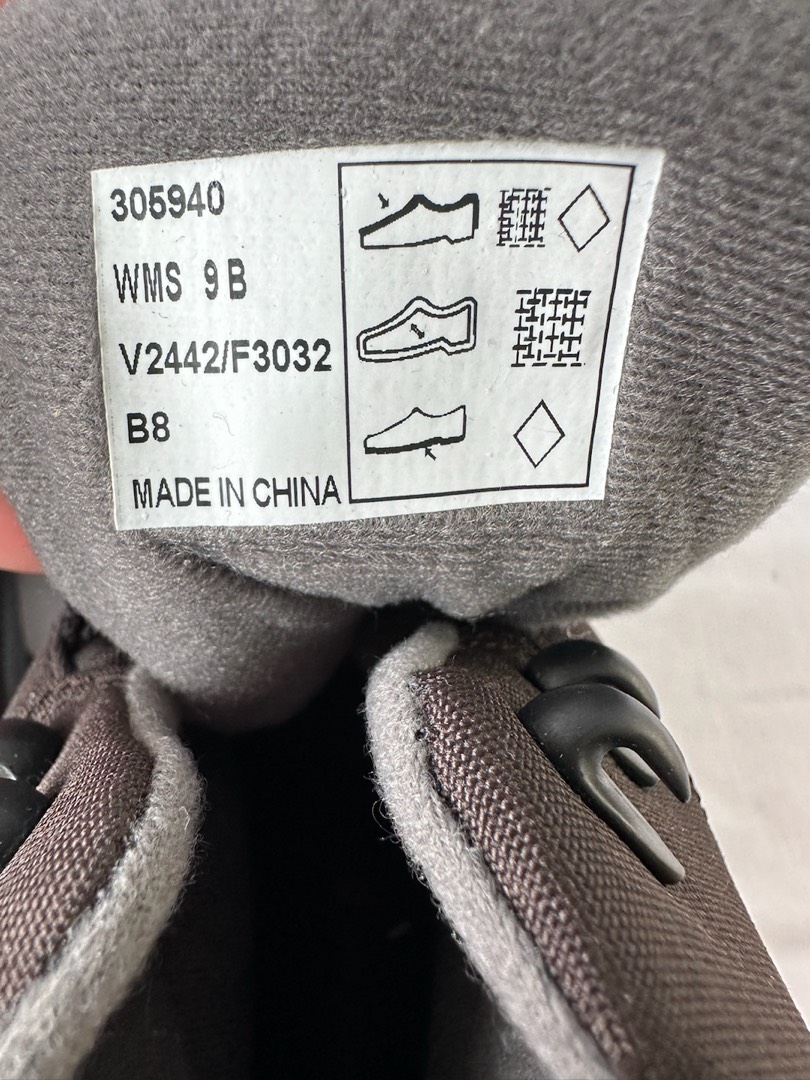 305940
WMS 9 B
V2442/F3032
B8
MADE IN CHINA